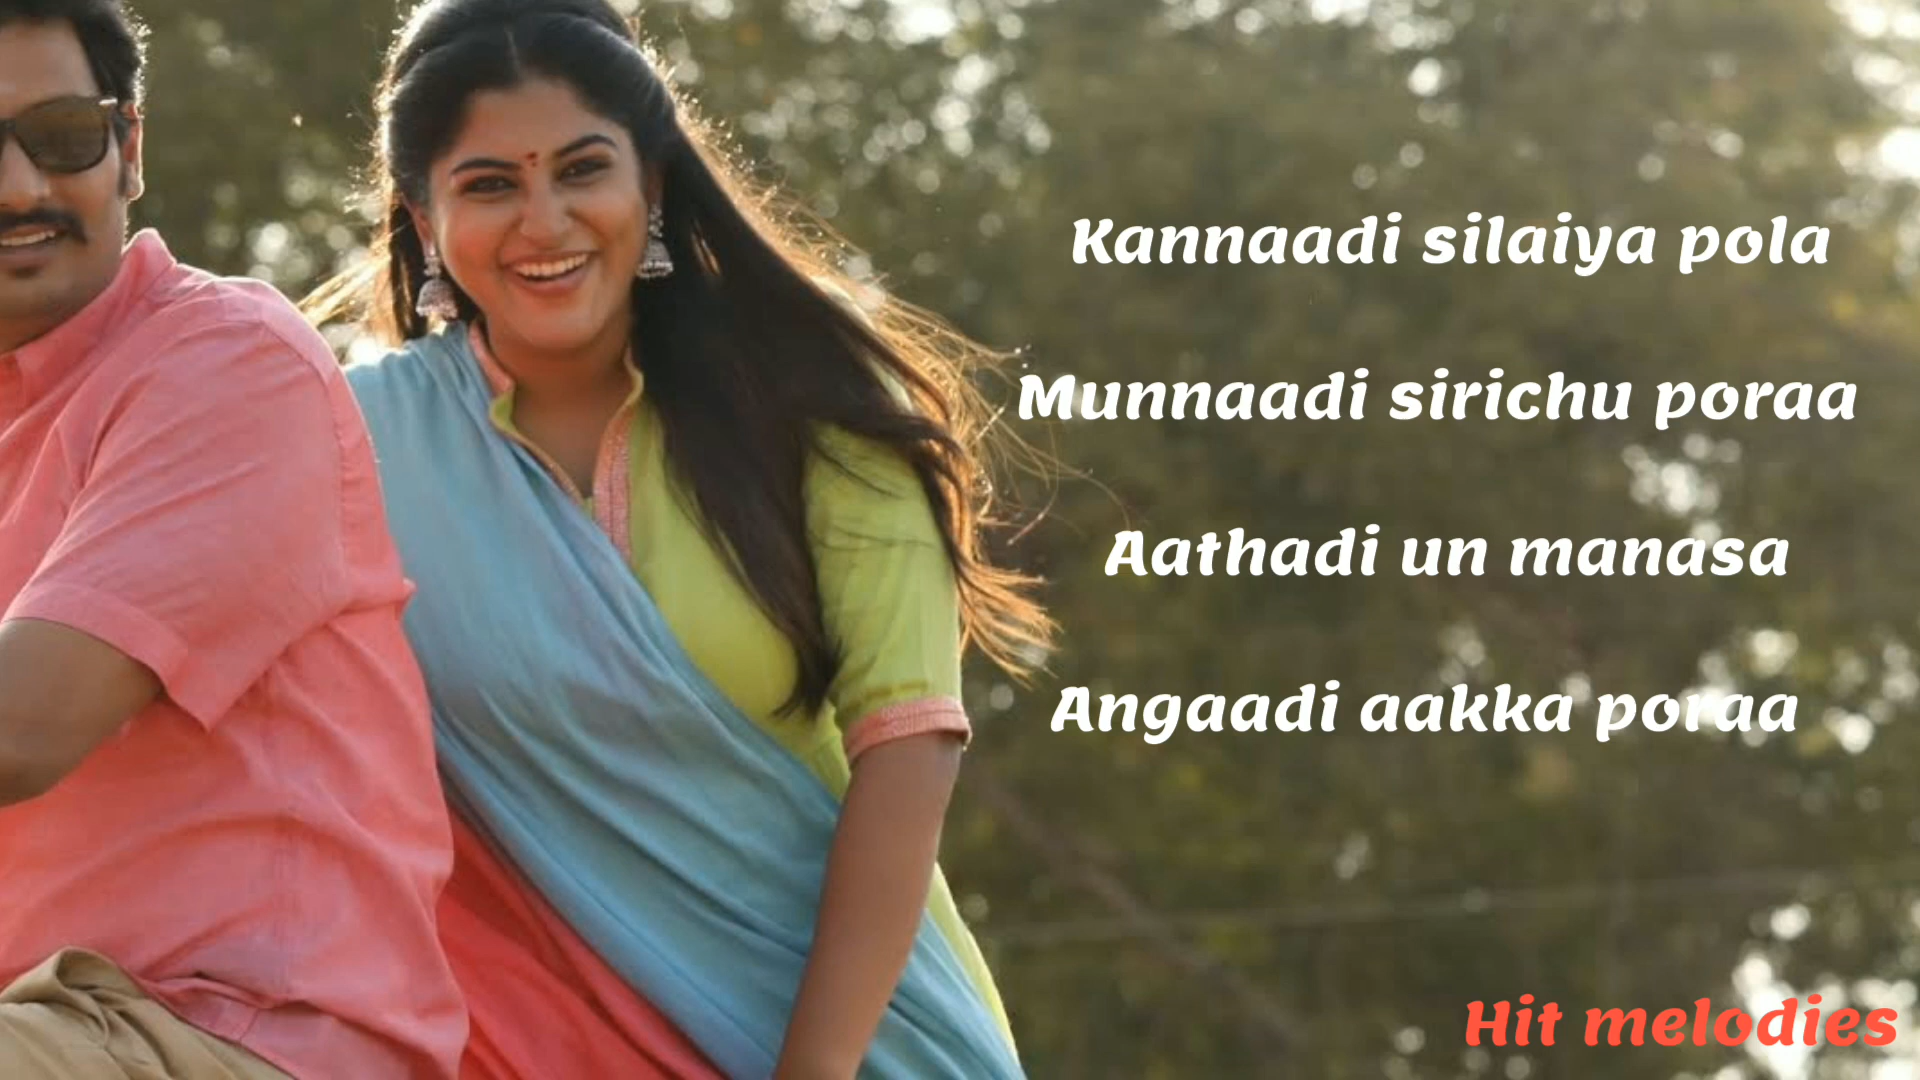 Kannaadi silaiya pola
Munnaadi sirichu poraa
Aathadi un manasa
Angaadi aakka poraa
Hit melodies